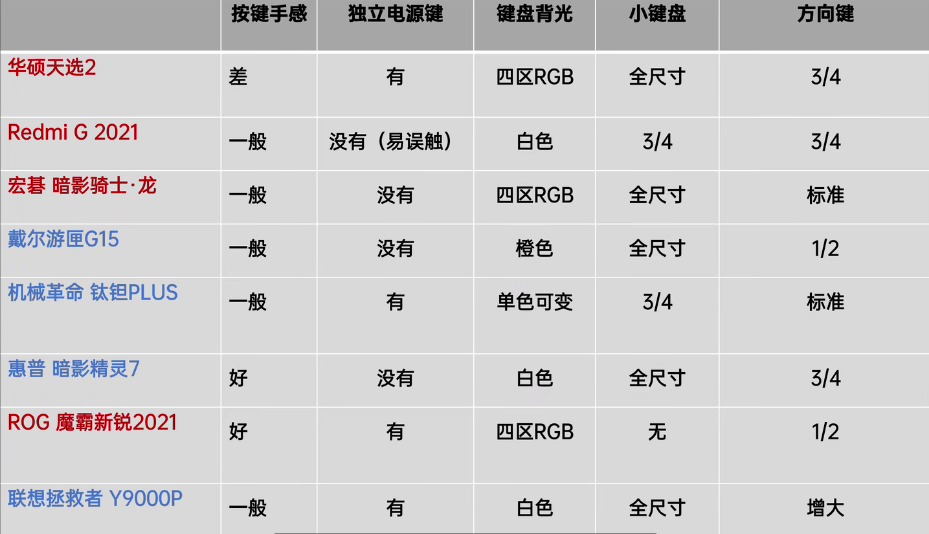 按键手感 独立电源键 键盘背光 小键盘 方向键
华硕天选2 差 有 四区RGB 全尺寸 3/4
Redmi G 2021 一般 没有（易误触） 白色 3/4 3/4
宏碁 暗影骑士·龙 一般 没有 四区RGB 全尺寸 标准
戴尔游匣G15 一般 没有 橙色 全尺寸 1/2
机械革命 钛钽PLUS 一般 有 单色可变 3/4 标准
惠普 暗影精灵7 好 没有 白色 全尺寸 3/4
ROG 魔霸新锐2021 好 有 四区RGB 无 1/2
联想拯救者 Y9000P 一般 有 白色 全尺寸 增大